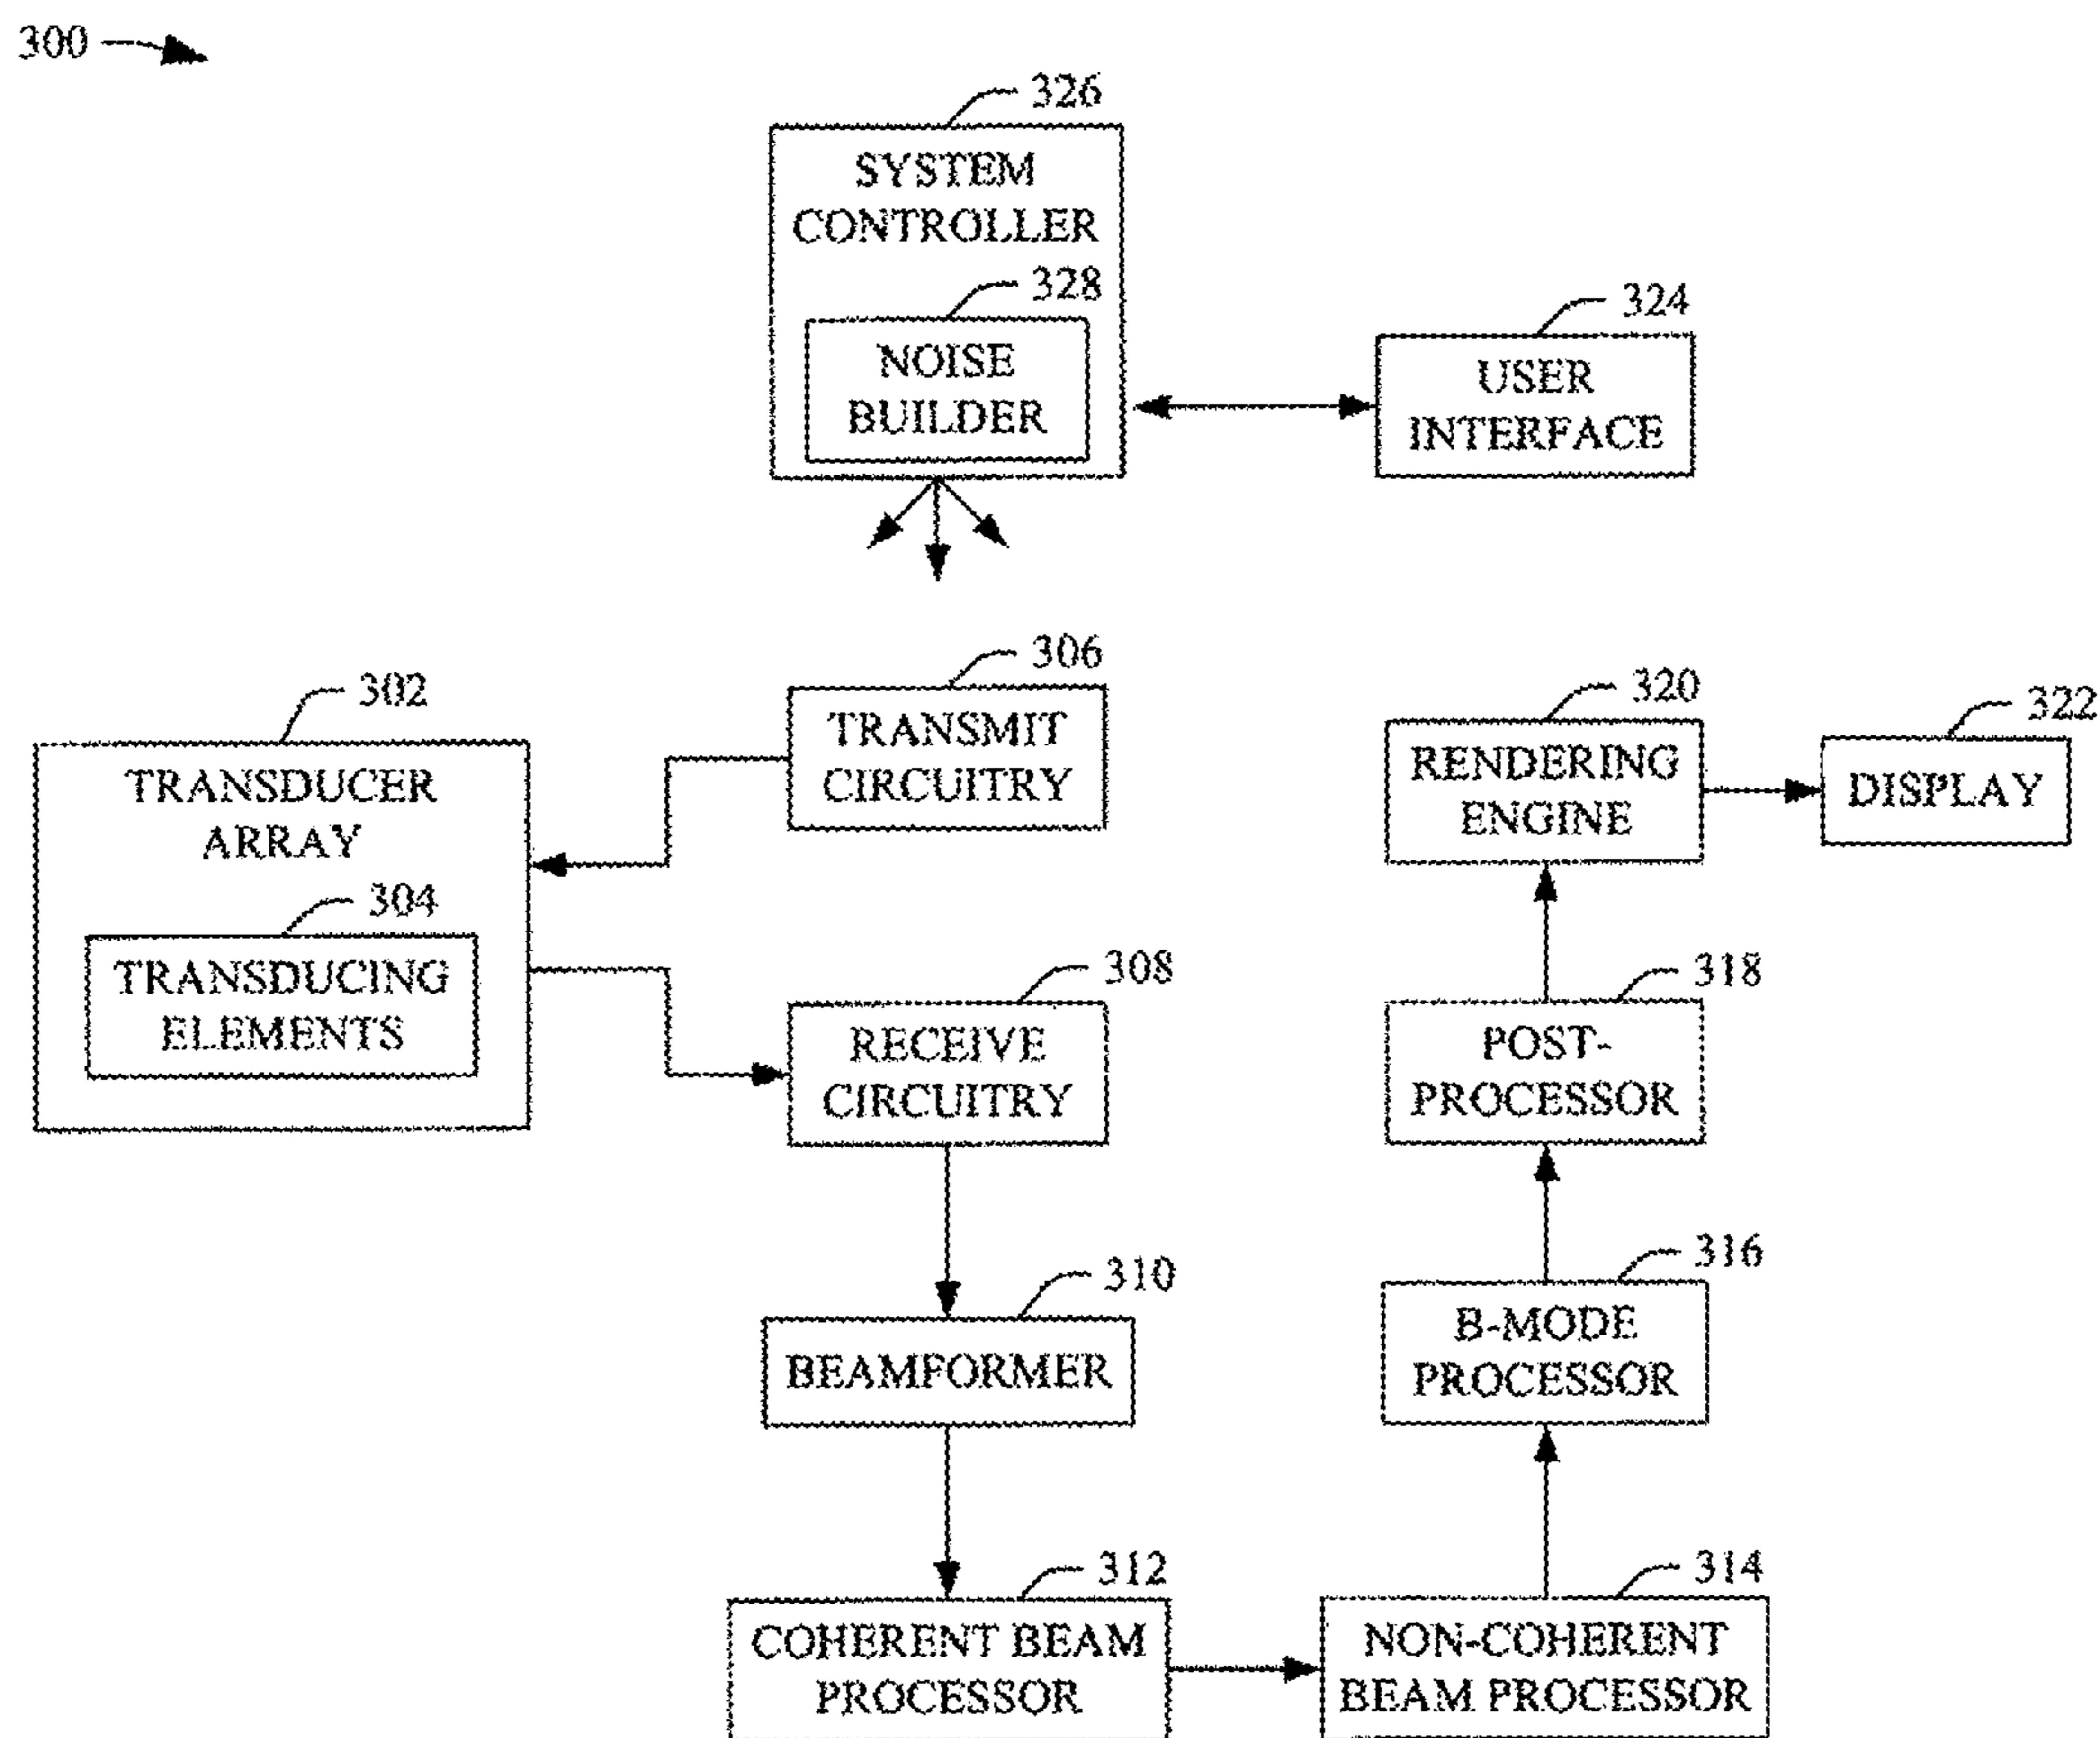 300
326
SYSTEM
CONTROLLER
328
NOISE
BUILDER
324
USER
INTERFACE
306
TRANSMIT
CIRCUITRY
302
TRANSDUCER
ARRAY
304
TRANSDUCING
ELEMENTS
308
RECEIVE
CIRCUITRY
310
BEAMFORMER
312
COHERENT BEAM
PROCESSOR
314
NON-COHERENT
BEAM PROCESSOR
316
B-MODE
PROCESSOR
318
POST-
PROCESSOR
320
RENDERING
ENGINE
322
DISPLAY